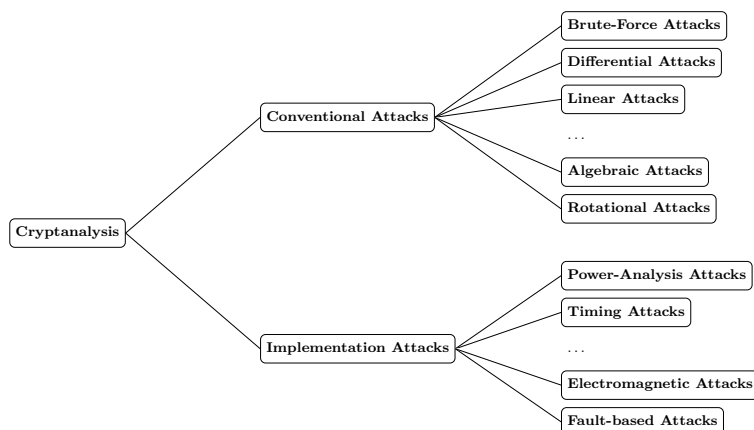 Brute-Force Attacks
Differential Attacks
Conventional Attacks
Linear Attacks
...
Algebraic Attacks
Rotational Attacks
Cryptanalysis
Power-Analysis Attacks
Timing Attacks
Implementation Attacks
...
Electromagnetic Attacks
Fault-based Attacks